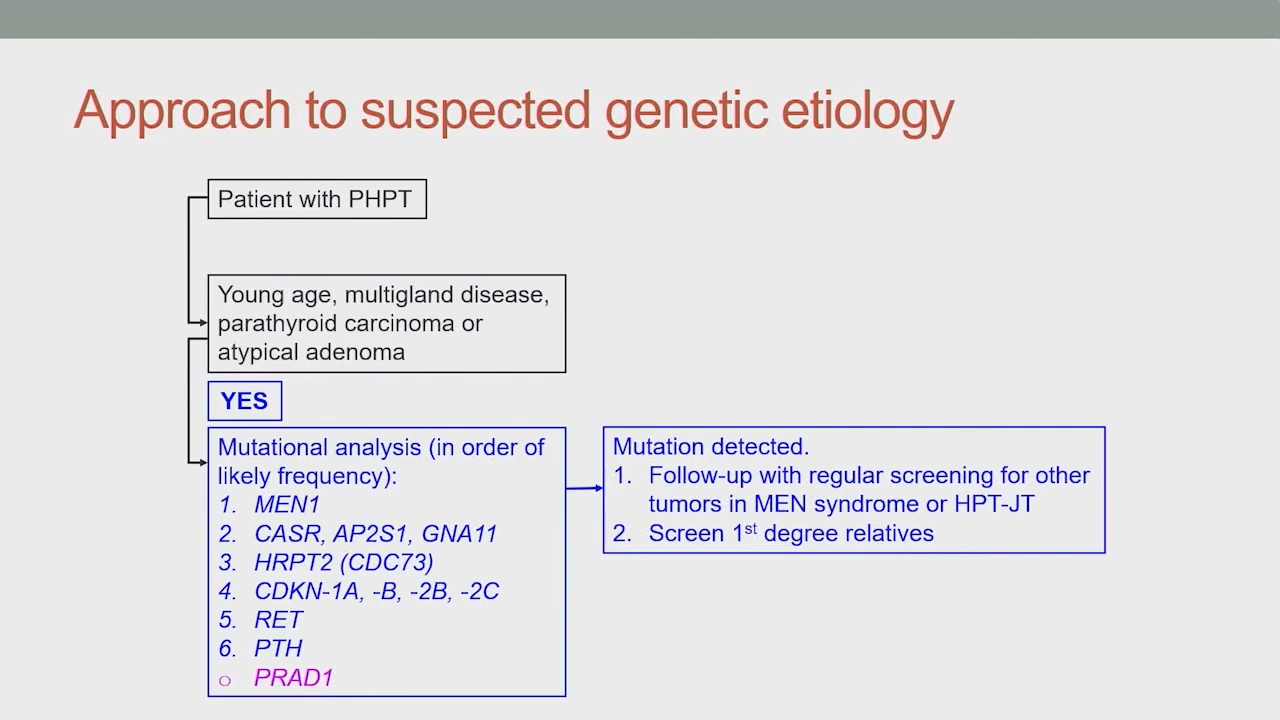 Approach to suspected genetic etiology
Patient with PHPT
Young age, multigland disease,
parathyroid carcinoma or
atypical adenoma
YES
Mutational analysis (in order of
likely frequency):
1. MEN1
2. CASR, AP2S1, GNA11
3. HRPT2 (CDC73)
4. CDKN-1A, -B, -2B, -2C
5. RET
6. PTH
o PRAD1
Mutation detected.
1. Follow-up with regular screening for other
tumors in MEN syndrome or HPT-JT
2. Screen 1st degree relatives